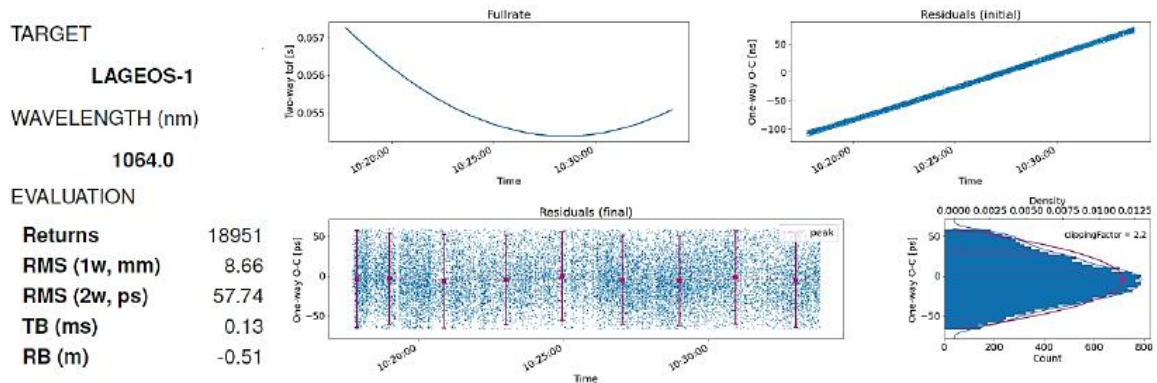 TARGET
LAGEOS-1
WAVELENGTH (nm)
1064.0
EVALUATION
Returns 18951
RMS (1w, mm) 8.66
RMS (2w, ps) 57.74
TB (ms) 0.13
RB (m) -0.51
Fullrate
Two-way tof [s]
0.057
0.056
0.055
10:20:00 10:25:00 10:30:00
Time
Residuals (initial)
One-way O-C [ns]
50
0
−50
−100
10:20:00 10:25:00 10:30:00
Time
Residuals (final)
One-way O-C [ps]
50
0
−50
peak
10:20:00 10:25:00 10:30:00
Time
Density
0.0000 0.0025 0.0050 0.0075 0.0100 0.0125
One-way O-C [ps]
50
0
−50
clippingFactor = 2.2
0 200 400 600 800
Count